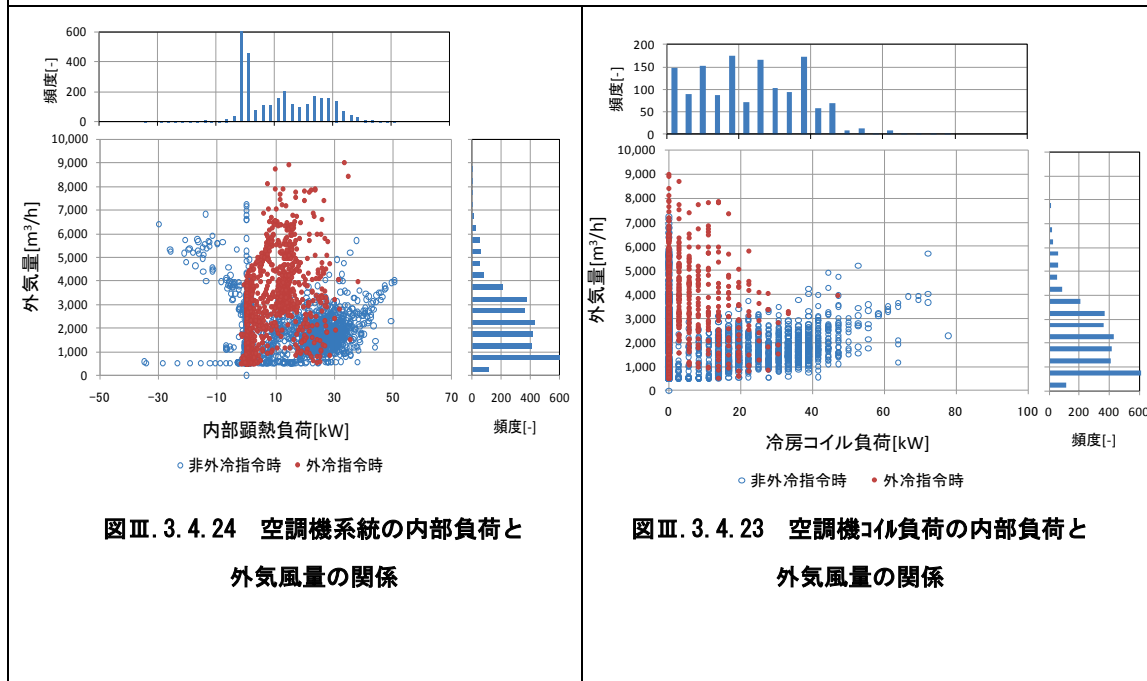 600
400
200
0
頻度[-]
10,000
9,000
8,000
7,000
6,000
5,000
4,000
3,000
2,000
1,000
0
外気量[m³/h]
−50
−30
−10
10
30
50
70
内部顕熱負荷[kW]
0 200 400 600
頻度[-]
非外冷指令時
外冷指令時
図Ⅲ.3.4.24 空調機系統の内部負荷と
外気風量の関係
200
150
100
50
0
頻度[-]
10,000
9,000
8,000
7,000
6,000
5,000
4,000
3,000
2,000
1,000
0
外気量[m³/h]
0
20
40
60
80
100
冷房コイル負荷[kW]
0 200 400 600
頻度[-]
非外冷指令時
外冷指令時
図Ⅲ.3.4.23 空調機ｺｲﾙ負荷の内部負荷と
外気風量の関係